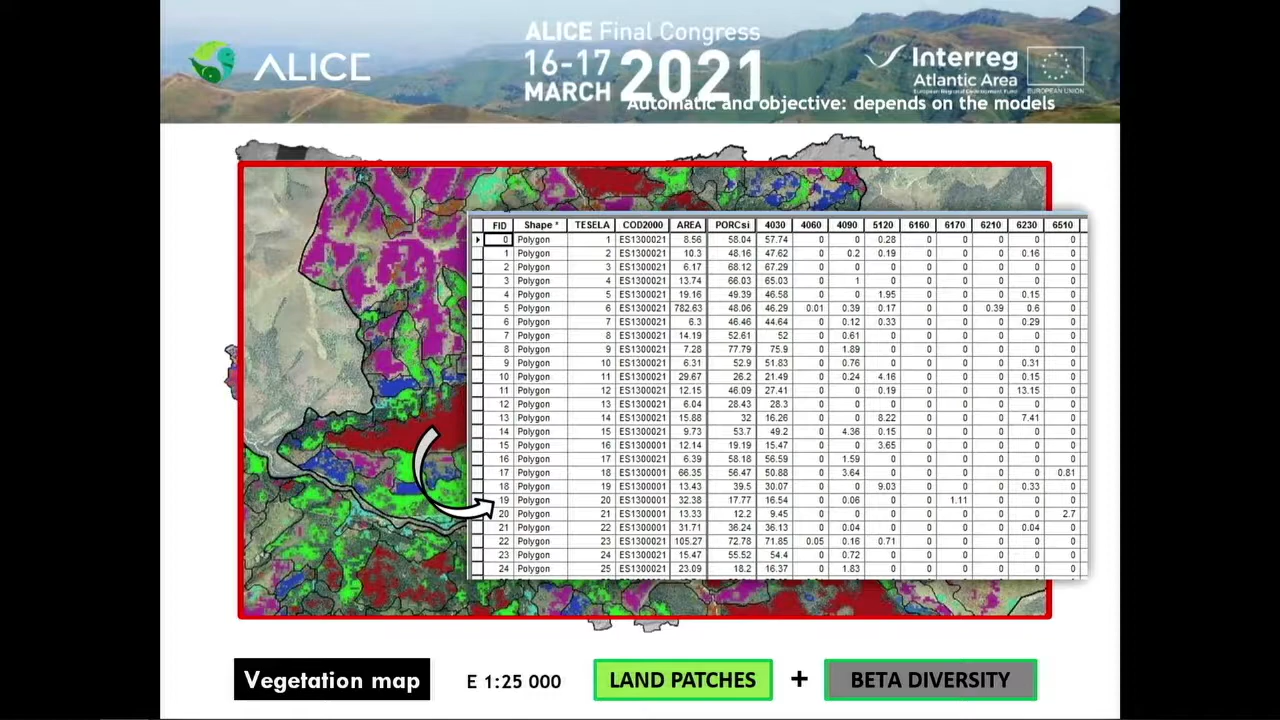 ALICE
ALICE Final Congress
16-17
MARCH 2021
Interreg
Atlantic Area
European Regional Development Fund
EUROPEAN UNION
Automatic and objective: depends on the models
FID Shape * TESELA COD2000 AREA PORCsi 4030 4060 4090 5120 6160 6170 6210 6230 6510
0 Polygon 1 ES1300021 8.56 58.04 57.74 0 0 0.28 0 0 0 0 0
1 Polygon 2 ES1300021 10.3 48.16 47.62 0 0.2 0.19 0 0 0 0.16 0
2 Polygon 3 ES1300021 6.17 68.12 67.29 0 0 0 0 0 0 0 0
3 Polygon 4 ES1300021 13.74 66.03 65.03 0 1 0 0 0 0 0 0
4 Polygon 5 ES1300021 19.16 49.39 46.58 0 0 1.95 0 0 0 0.15 0
5 Polygon 6 ES1300021 782.63 48.06 46.29 0.01 0.39 0.17 0 0 0.39 0.6 0
6 Polygon 7 ES1300021 6.3 46.46 44.64 0 0.12 0.33 0 0 0 0.29 0
7 Polygon 8 ES1300021 14.19 52.61 52 0 0.61 0 0 0 0 0 0
8 Polygon 9 ES1300021 7.28 77.79 75.9 0 1.89 0 0 0 0 0 0
9 Polygon 10 ES1300021 6.31 52.9 51.83 0 0.76 0 0 0 0 0.31 0
10 Polygon 11 ES1300021 29.67 26.2 21.49 0 0.24 4.16 0 0 0 0.15 0
11 Polygon 12 ES1300021 12.15 46.09 27.41 0 0 0.19 0 0 0 13.15 0
12 Polygon 13 ES1300021 6.04 28.43 28.3 0 0 0 0 0 0 0 0
13 Polygon 14 ES1300021 15.88 32 16.26 0 0 8.22 0 0 0 7.41 0
14 Polygon 15 ES1300021 9.73 53.7 49.2 0 4.36 0.15 0 0 0 0 0
15 Polygon 16 ES1300001 12.14 19.19 15.47 0 0 3.65 0 0 0 0 0
16 Polygon 17 ES1300021 6.39 58.18 56.59 0 1.59 0 0 0 0 0 0
17 Polygon 18 ES1300001 66.35 56.47 50.88 0 3.64 0 0 0 0 0 0.81
18 Polygon 19 ES1300001 13.43 39.5 30.07 0 0 9.03 0 0 0 0.33 0
19 Polygon 20 ES1300001 32.38 17.77 16.54 0 0.06 0 0 1.11 0 0 0
20 Polygon 21 ES1300001 13.33 12.2 9.45 0 0 0 0 0 0 0 2.7
21 Polygon 22 ES1300001 31.71 36.24 36.13 0 0.04 0 0 0 0 0.04 0
22 Polygon 23 ES1300021 105.27 72.78 71.85 0.05 0.16 0.71 0 0 0 0 0
23 Polygon 24 ES1300021 15.47 55.52 54.4 0 0.72 0 0 0 0 0 0
24 Polygon 25 ES1300021 23.09 18.2 16.37 0 1.83 0 0 0 0 0 0
Vegetation map E 1:25 000 LAND PATCHES + BETA DIVERSITY